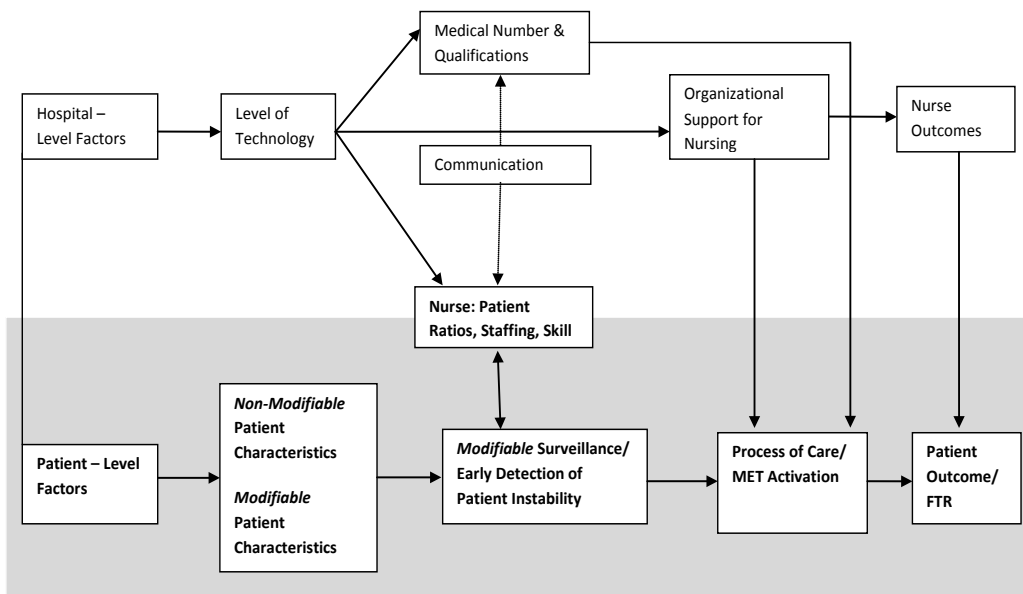 Medical Number &
Qualifications
Hospital –
Level Factors
Level of
Technology
Organizational
Support for
Nursing
Nurse
Outcomes
Communication
Nurse: Patient
Ratios, Staffing, Skill
Patient – Level
Factors
Non-Modifiable
Patient
Characteristics
Modifiable
Patient
Characteristics
Modifiable Surveillance/
Early Detection of
Patient Instability
Process of Care/
MET Activation
Patient
Outcome/
FTR